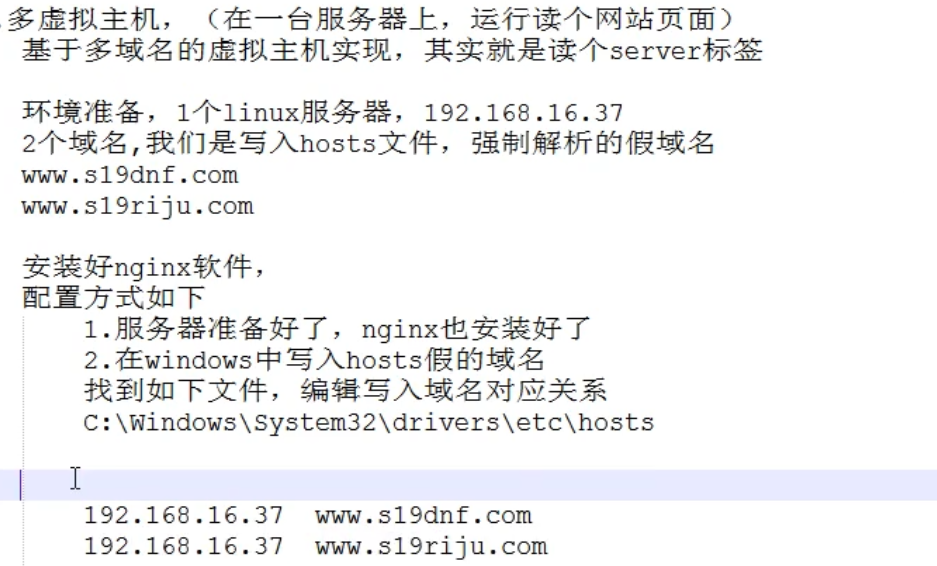 .多虚拟主机，（在一台服务器上，运行读个网站页面）
基于多域名的虚拟主机实现，其实就是读个server标签
环境准备，1个linux服务器，192.168.16.37
2个域名,我们是写入hosts文件，强制解析的假域名
www.s19dnf.com
www.s19riju.com
安装好nginx软件，
配置方式如下
1.服务器准备好了，nginx也安装好了
2.在windows中写入hosts假的域名
找到如下文件，编辑写入域名对应关系
C:\Windows\System32\drivers\etc\hosts
192.168.16.37  www.s19dnf.com
192.168.16.37  www.s19riju.com